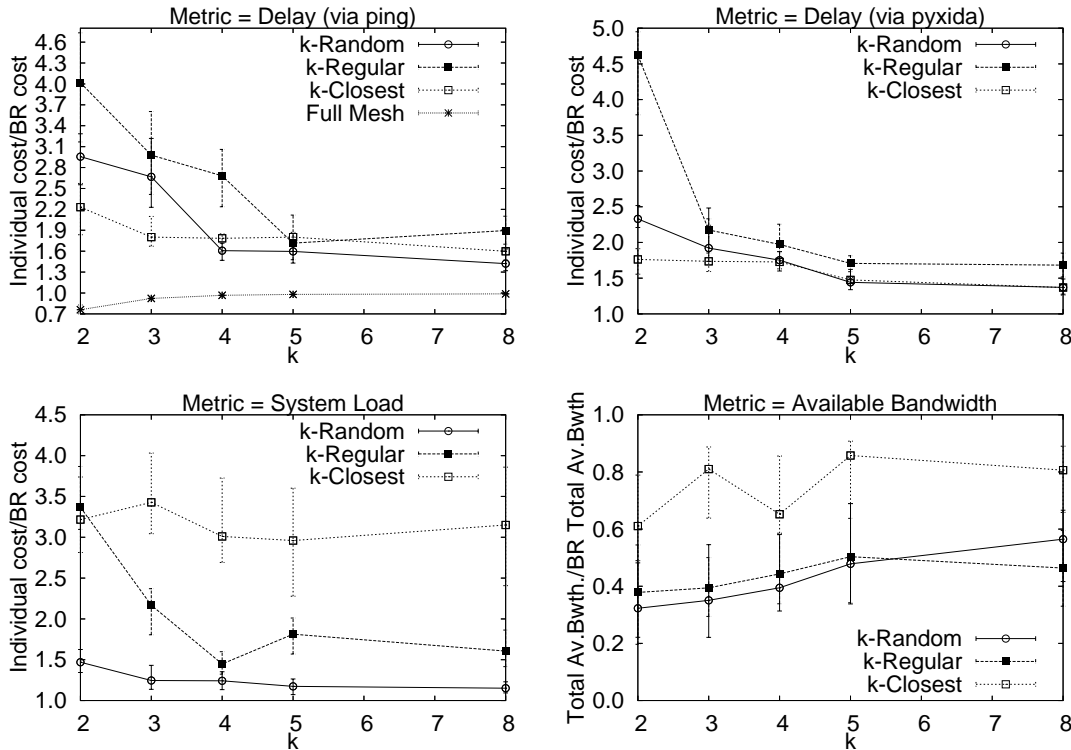 Metric = Delay (via ping)
Individual cost/BR cost
4.6
4.3
4.0
3.7
3.4
3.1
2.8
2.5
2.2
1.9
1.6
1.3
1.0
0.7
k-Random
k-Regular
k-Closest
Full Mesh
2 3 4 5 6 7 8
k
Metric = Delay (via pyxida)
Individual cost/BR cost
5.0
4.5
4.0
3.5
3.0
2.5
2.0
1.5
1.0
k-Random
k-Regular
k-Closest
2 3 4 5 6 7 8
k
Metric = System Load
Individual cost/BR cost
4.5
4.0
3.5
3.0
2.5
2.0
1.5
1.0
k-Random
k-Regular
k-Closest
2 3 4 5 6 7 8
k
Metric = Available Bandwidth
Total Av.Bwth./BR Total Av.Bwth
1.0
0.8
0.6
0.4
0.2
0.0
k-Random
k-Regular
k-Closest
2 3 4 5 6 7 8
k